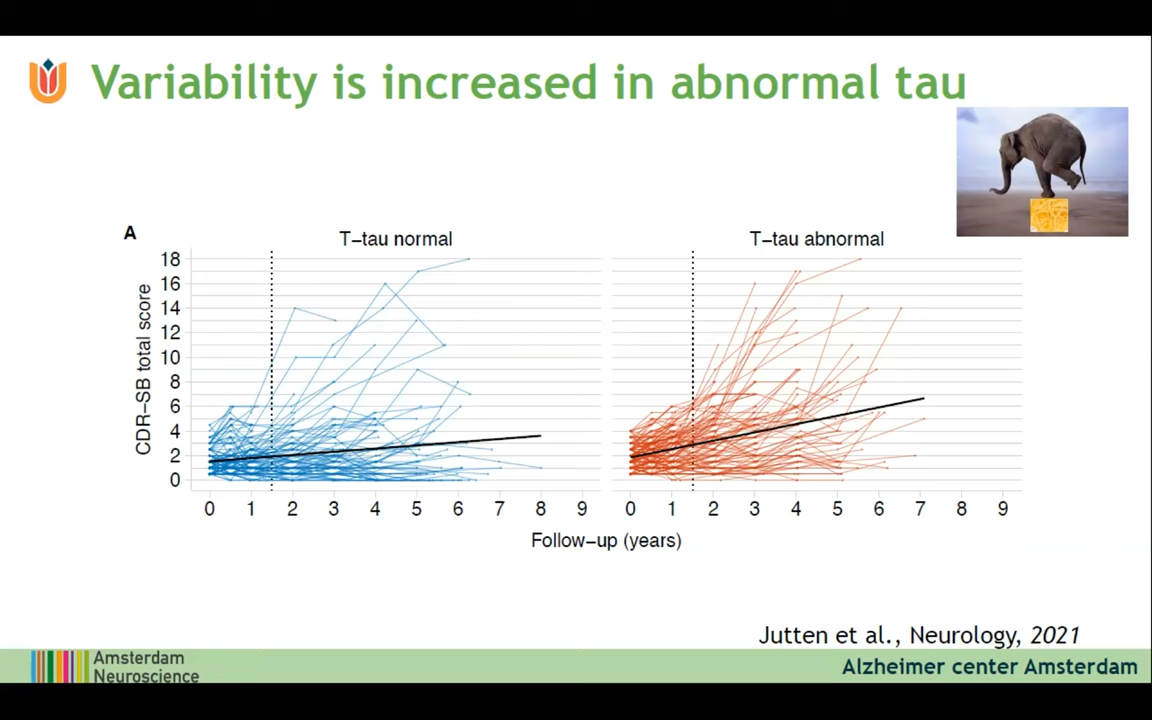 Variability is increased in abnormal tau
A
T−tau normal
T−tau abnormal
CDR−SB total score
18
16
14
12
10
8
6
4
2
0
0 1 2 3 4 5 6 7 8 9
0 1 2 3 4 5 6 7 8 9
Follow−up (years)
Jutten et al., Neurology, 2021
Amsterdam
Neuroscience
Alzheimer center Amsterdam